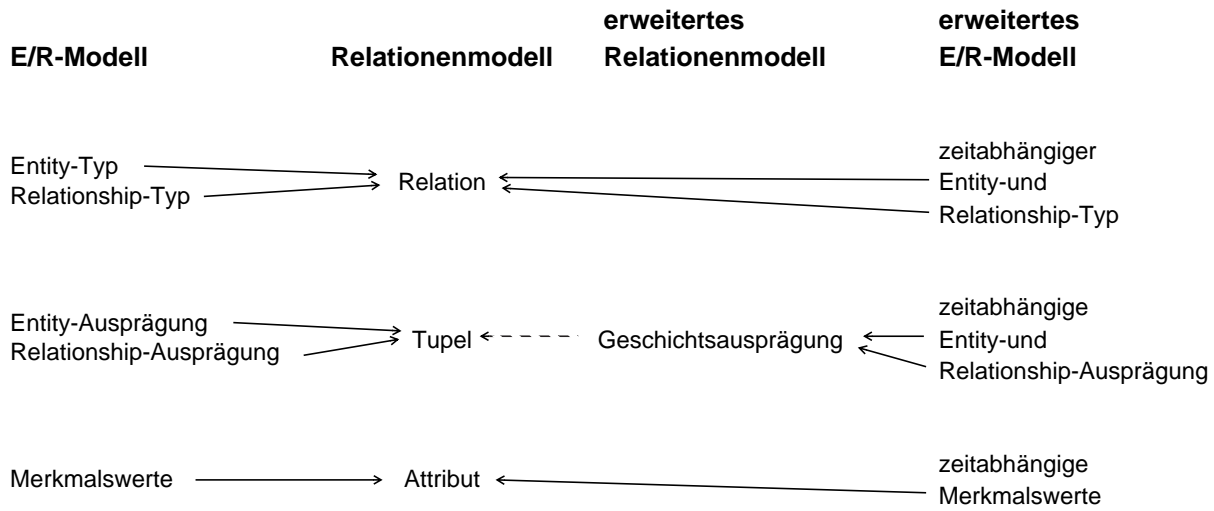 erweitertes erweitertes
E/R-Modell Relationenmodell Relationenmodell E/R-Modell
zeitabhängiger
Entity-Typ
Relation Entity-und
Relationship-Typ
Relationship-Typ
zeitabhängige
Entity-Ausprägung
Tupel Geschichtsausprägung Entity-und
Relationship-Ausprägung
Relationship-Ausprägung
zeitabhängige
Merkmalswerte Attribut
Merkmalswerte